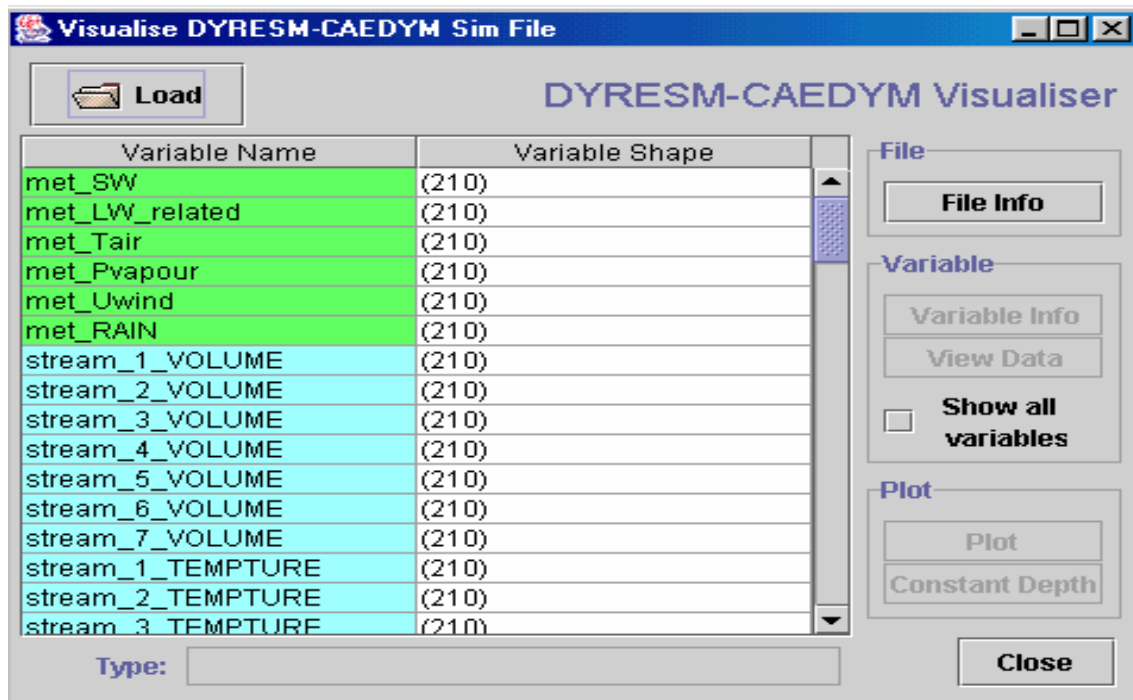 Visualise DYRESM-CAEDYM Sim File
Load
DYRESM-CAEDYM Visualiser
Variable Name Variable Shape
met_SW (210)
met_LW_related (210)
met_Tair (210)
met_Pvapour (210)
met_Uwind (210)
met_RAIN (210)
stream_1_VOLUME (210)
stream_2_VOLUME (210)
stream_3_VOLUME (210)
stream_4_VOLUME (210)
stream_5_VOLUME (210)
stream_6_VOLUME (210)
stream_7_VOLUME (210)
stream_1_TEMPTURE (210)
stream_2_TEMPTURE (210)
stream_3_TEMPTURE (210)
File
File Info
Variable
Variable Info
View Data
Show all
variables
Plot
Plot
Constant Depth
Type:
Close